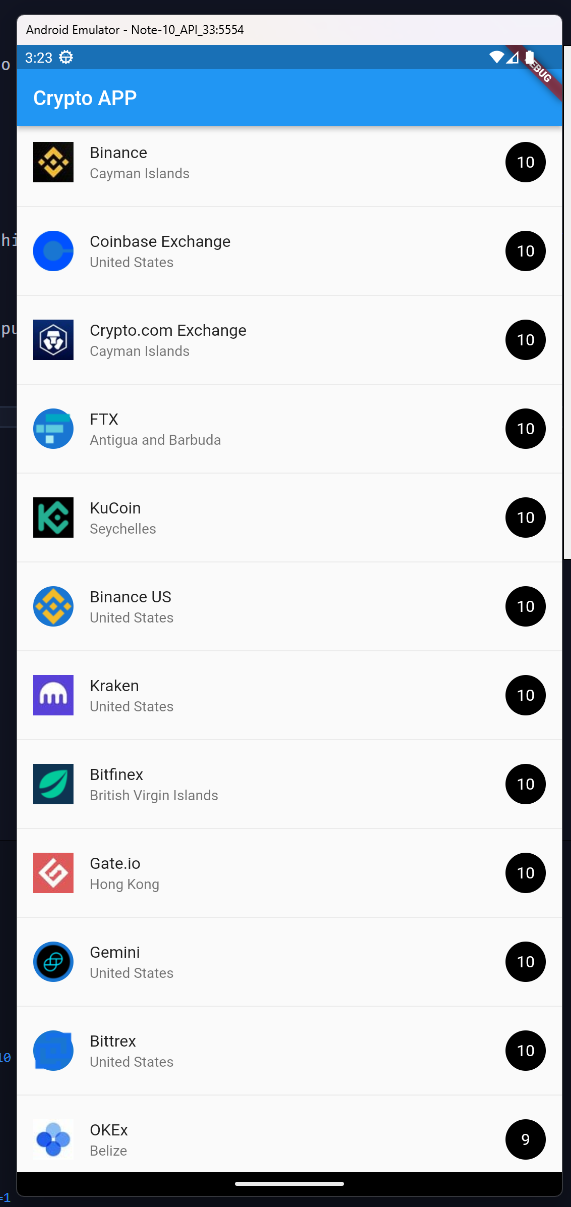 Android Emulator - Note-10_API_33:5554
3:23
Crypto APP
Binance
Cayman Islands
10
Coinbase Exchange
United States
10
Crypto.com Exchange
Cayman Islands
10
FTX
Antigua and Barbuda
10
KuCoin
Seychelles
10
Binance US
United States
10
Kraken
United States
10
Bitfinex
British Virgin Islands
10
Gate.io
Hong Kong
10
Gemini
United States
10
Bittrex
United States
10
OKEx
Belize
9